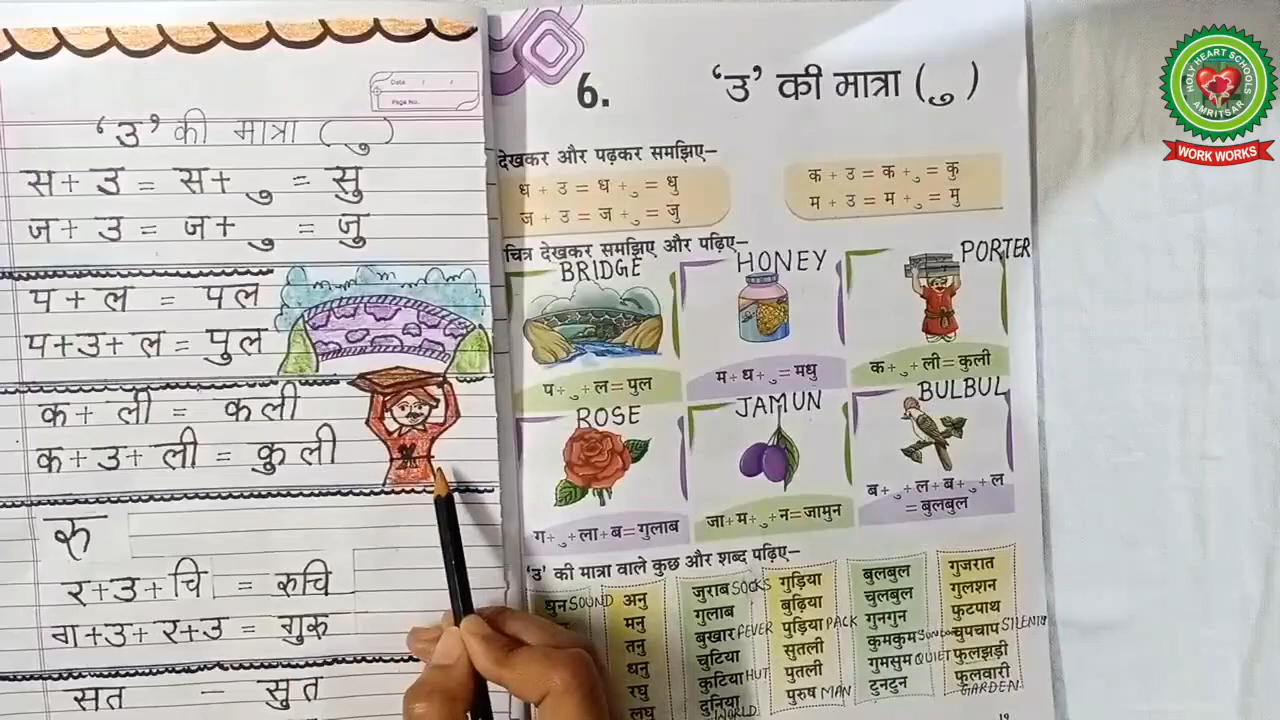 Date / /
Page No.
'उ' की मात्रा ( ु )
स + उ = स + ु = सु
ज + उ = ज + ु = जु
प + ल = पल
प + उ + ल = पुल
क + ली = कली
क + उ + ली = कुली
रु
र + उ + चि = रुचि
ग + उ + र + उ = गुरु
सत - सुत
6. 'उ' की मात्रा ( ु )
देखकर और पढ़कर समझिए–
ध + उ = ध + ु = धु
ज + उ = ज + ु = जु
क + उ = क + ु = कु
म + उ = म + ु = मु
चित्र देखकर समझिए और पढ़िए–
BRIDGE
प + ु + ल = पुल
HONEY
म + ध + ु = मधु
PORTER
क + ु + ली = कुली
ROSE
ग + ु + ला + ब = गुलाब
JAMUN
जा + म + ु + न = जामुन
BULBUL
ब + ु + ल + ब + ु + ल
= बुलबुल
'उ' की मात्रा वाले कुछ और शब्द पढ़िए–
धुन SOUND
अनु
मनु
तनु
धनु
रघु
लघु
जुराब SOCKS
गुलाब
बुखार FEVER
चुटिया
कुटिया HUT
दुनिया
WORLD
गुड़िया
बुढ़िया
पुड़िया PACK
सुतली
पुतली
पुरुष MAN
बुलबुल
चुलबुल
गुनगुन
कुमकुम
गुमसुम QUIET
टुनटुन
गुजरात
गुलशन
फुटपाथ
चुपचाप SILENTLY
फुलझड़ी
फुलवारी
GARDEN
19
HOLY HEART SCHOOLS
AMRITSAR
WORK WORKS